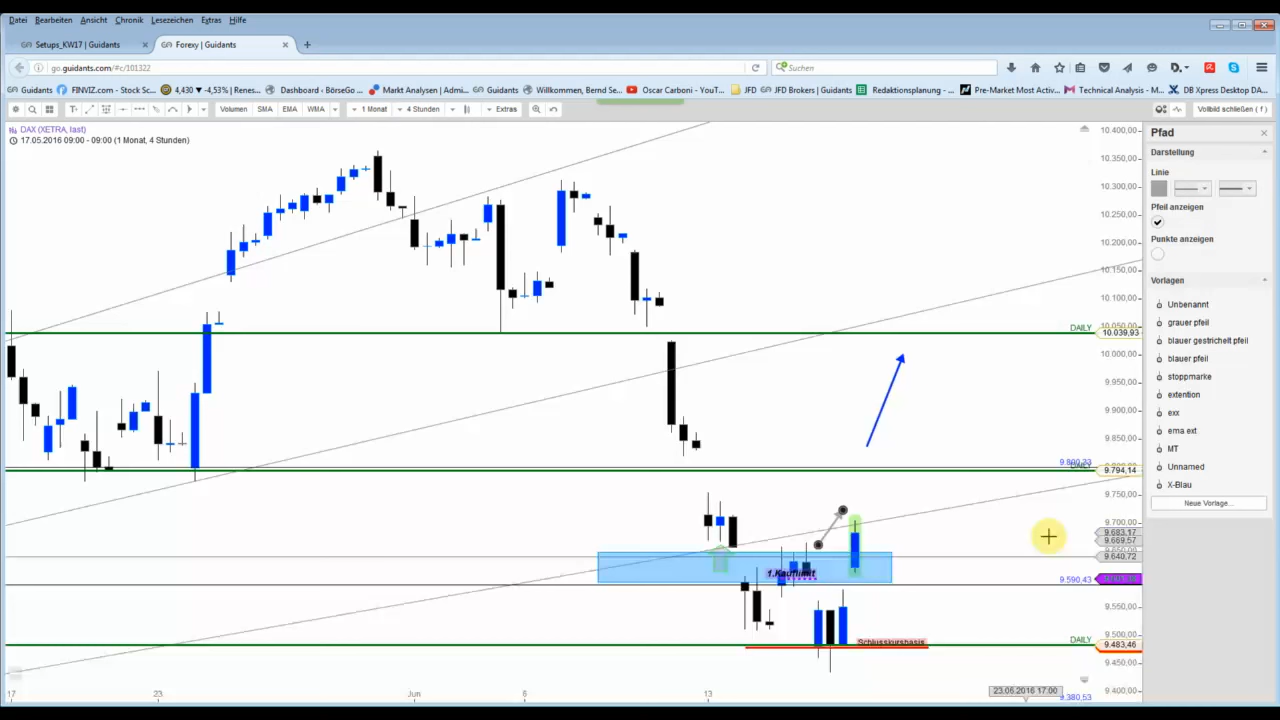 Datei Bearbeiten Ansicht Chronik Lesezeichen Extras Hilfe
Setups_KW17 | Guidants × Forexy | Guidants × +
go.guidants.com/#c/101322 Suchen
Guidants FINVIZ.com - Stock Sc... 4,430 ▾ -4,53% | Renes... Dashboard - BörseGo ... Markt Analysen | Admi... Guidants Willkommen, Bernd Se... Oscar Carboni - YouT... JFD JFD Brokers | Guidants Redaktionsplanung - ... Pre-Market Most Activ... Technical Analysis - M... DB Xpress Desktop DA...
Volumen SMA EMA WMA 1 Monat 4 Stunden Extras Vollbild schließen ( f )
DAX (XETRA, last)
17.05.2016 09:00 - 09:00 (1 Monat, 4 Stunden)
10.400,00
10.350,00
10.300,00
10.250,00
10.200,00
10.150,00
10.100,00
10.050,00
DAILY 10.039,93
10.000,00
9.950,00
9.900,00
9.850,00
9.800,33
DAILY 9.794,14
9.750,00
9.700,00
9.683,17
9.669,57
9.640,72
1.Kauflimit
9.590,43
9.550,00
9.500,00
Schlusskursbasis DAILY 9.483,46
9.450,00
9.400,00
9.380,53
17 23 Jun 6 13 23.06.2016 17:00
Pfad ×
Darstellung
Linie
Pfeil anzeigen
Punkte anzeigen
Vorlagen
Unbenannt
grauer pfeil
blauer gestrichelt pfeil
blauer pfeil
stoppmarke
extention
exx
ema ext
MT
Unnamed
X-Blau
Neue Vorlage...